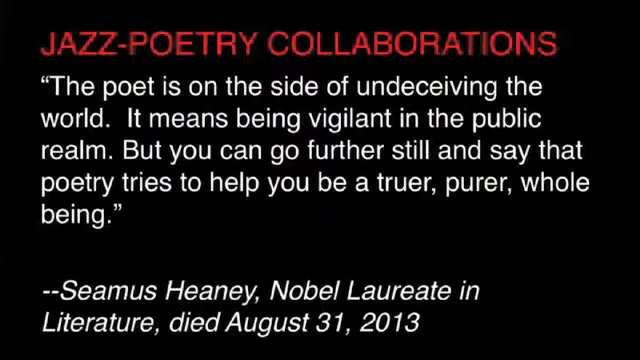 JAZZ-POETRY COLLABORATIONS
“The poet is on the side of undeceiving the
world.  It means being vigilant in the public
realm. But you can go further still and say that
poetry tries to help you be a truer, purer, whole
being.”
--Seamus Heaney, Nobel Laureate in
Literature, died August 31, 2013